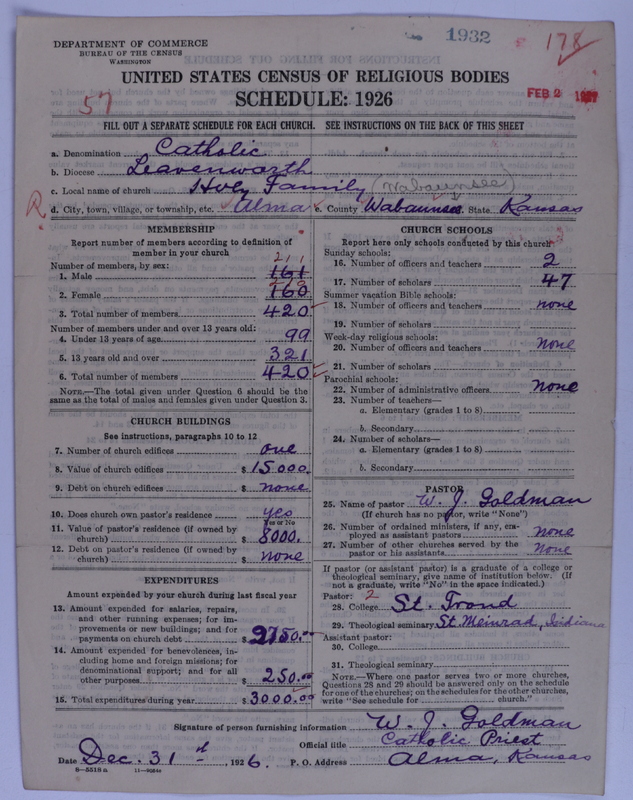 1932
178
DEPARTMENT OF COMMERCE
BUREAU OF THE CENSUS
WASHINGTON
UNITED STATES CENSUS OF RELIGIOUS BODIES
57
SCHEDULE: 1926
FEB 2 1927
FILL OUT A SEPARATE SCHEDULE FOR EACH CHURCH. SEE INSTRUCTIONS ON THE BACK OF THIS SHEET
a. Denomination Catholic
b. Diocese Leavenworth
c. Local name of church Holy Family (Wabaunsee)
R d. City, town, village, or township, etc. Alma e. County Wabaunsee State Kansas
MEMBERSHIP
Report number of members according to definition of member in your church
Number of members, by sex:
211
1. Male 161
2. Female 160
3. Total number of members 420
Number of members under and over 13 years old:
4. Under 13 years of age 99
5. 13 years old and over 321
6. Total number of members 420
NOTE.—The total given under Question 6 should be the
same as the total of males and females given under Question 3.
CHURCH BUILDINGS
See instructions, paragraphs 10 to 12
7. Number of church edifices one
8. Value of church edifices $15.000.
9. Debt on church edifices $ none
10. Does church own pastor's residence yes
Yes or No
11. Value of pastor's residence (if owned by
church) $ 8000.
12. Debt on pastor's residence (if owned by
church) $ none
EXPENDITURES
Amount expended by your church during last fiscal year
13. Amount expended for salaries, repairs,
and other running expenses; for im-
provements or new buildings; and for
payments on church debt $ 2750.00
14. Amount expended for benevolences, in-
cluding home and foreign missions; for
denominational support; and for all
other purposes $ 250.00
15. Total expenditures during year $ 3000.00
CHURCH SCHOOLS
Report here only schools conducted by this church
Sunday schools:
16. Number of officers and teachers 2
17. Number of scholars 47
Summer vacation Bible schools:
18. Number of officers and teachers none
19. Number of scholars
Week-day religious schools:
20. Number of officers and teachers none
21. Number of scholars
Parochial schools:
22. Number of administrative officers none
23. Number of teachers—
a. Elementary (grades 1 to 8)
b. Secondary
24. Number of scholars—
a. Elementary (grades 1 to 8)
b. Secondary
PASTOR
25. Name of pastor W. J. Goldman
(If church has no pastor, write "None")
26. Number of ordained ministers, if any, em-
ployed as assistant pastors none
27. Number of other churches served by the
pastor or his assistants none
If pastor (or assistant pastor) is a graduate of a college or
theological seminary, give name of institution below. (If
not a graduate, write "No" in the space indicated.)
Pastor: 2
28. College St. Trond
29. Theological seminary St. Meinrad, Indiana
Assistant pastor:
30. College
31. Theological seminary
NOTE.—Where one pastor serves two or more churches,
Questions 28 and 29 should be answered only on the schedule
for one of the churches; on the schedules for the other churches,
write "See schedule for church."
Signature of person furnishing information W. J. Goldman
Official title Catholic Priest
Date Dec. 31st, 1926. P. O. Address Alma, Kansas
8—5518a